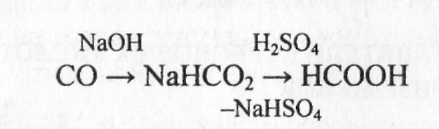 NaOH H₂SO₄
CO → NaHCO₂ → HCOOH
–NaHSO₄